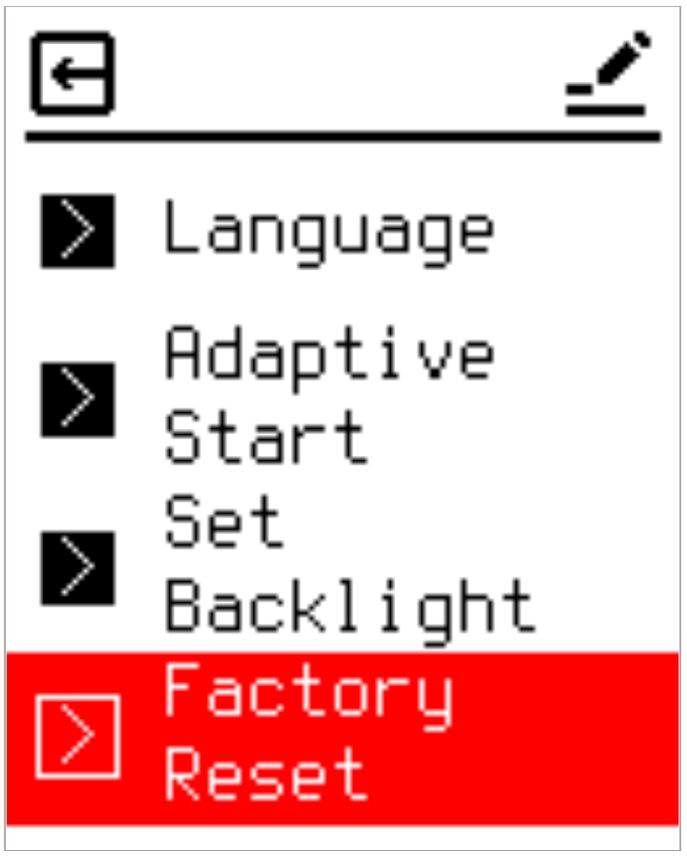 Language
Adaptive
Start
Set
Backlight
Factory
Reset